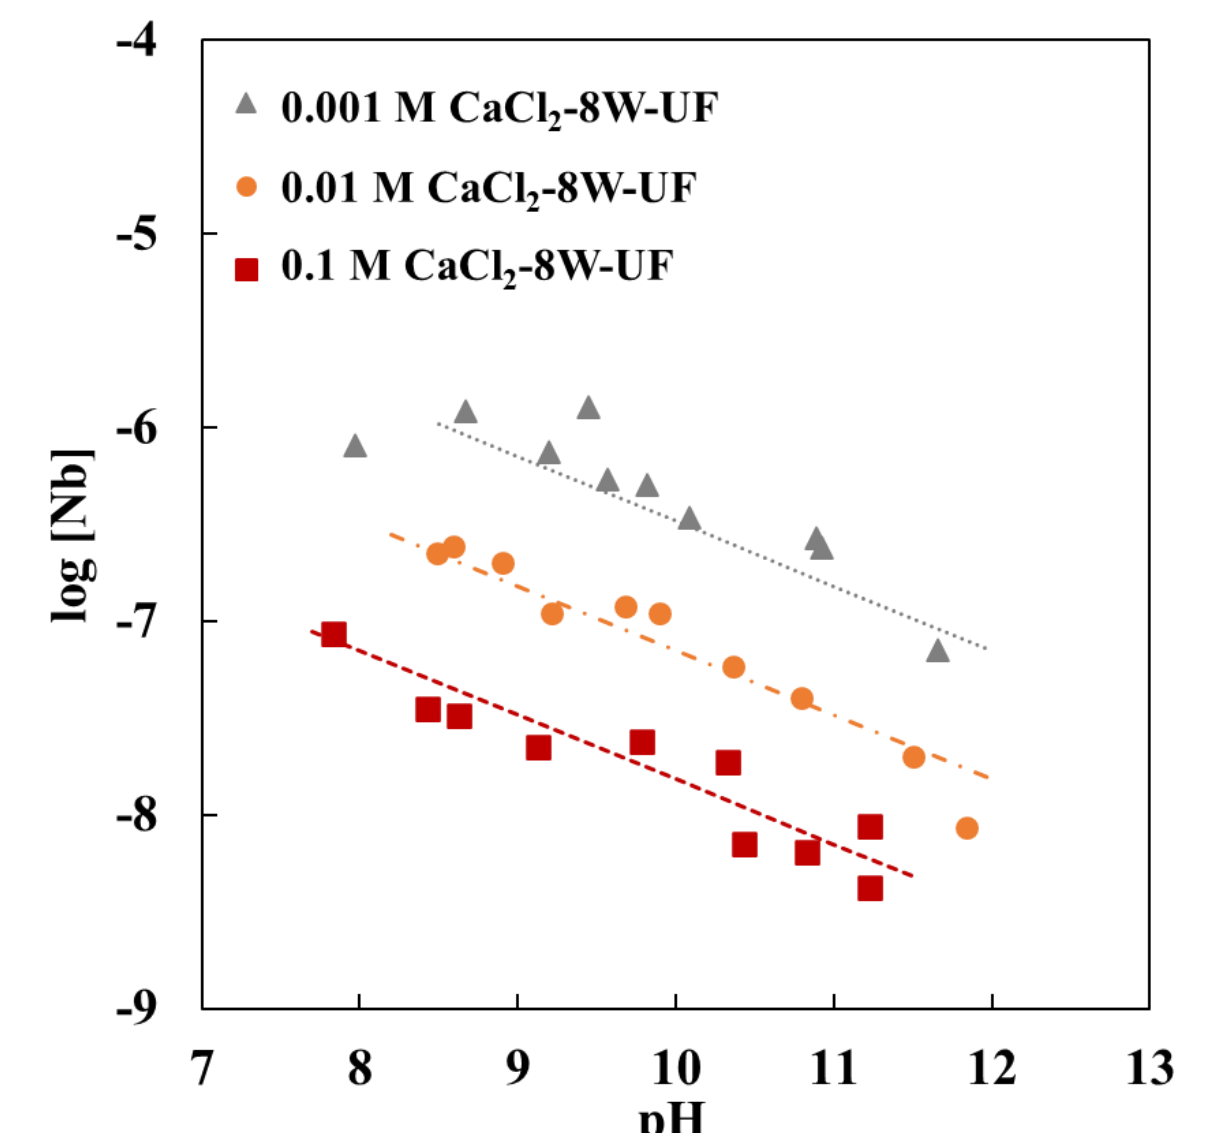 -4
0.001 M CaCl₂-8W-UF
0.01 M CaCl₂-8W-UF
-5
0.1 M CaCl₂-8W-UF
-6
log [Nb]
-7
-8
-9
7 8 9 10 11 12 13
pH